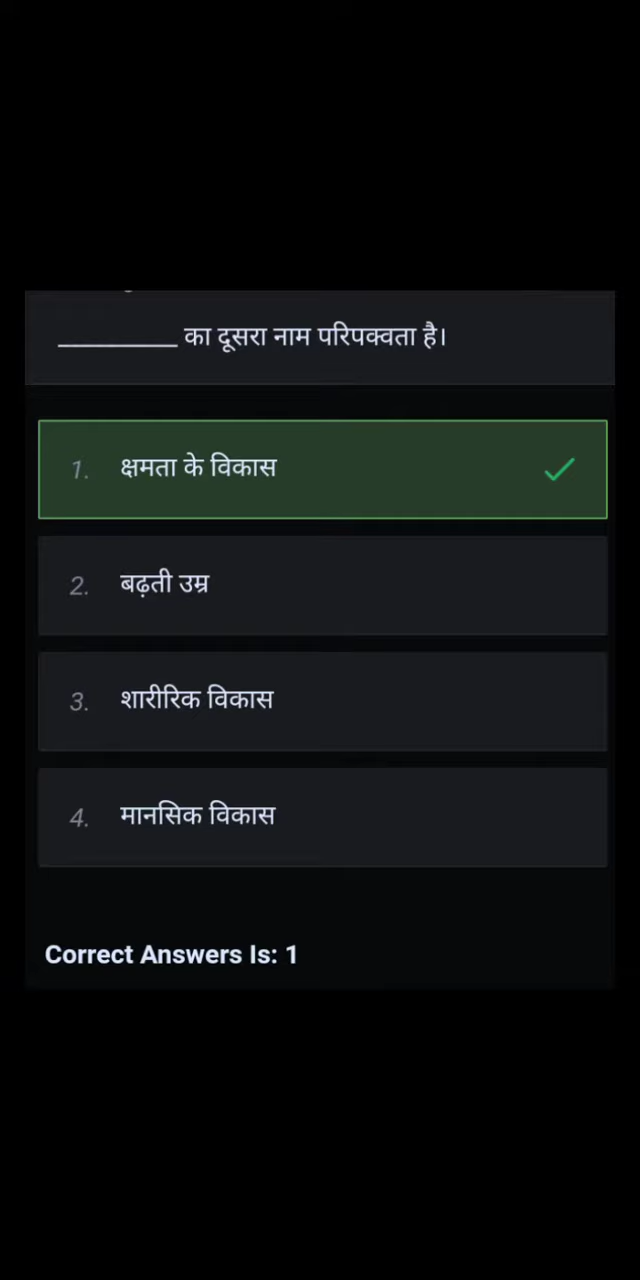 __________ का दूसरा नाम परिपक्वता है।
1. क्षमता के विकास
2. बढ़ती उम्र
3. शारीरिक विकास
4. मानसिक विकास
Correct Answers Is: 1